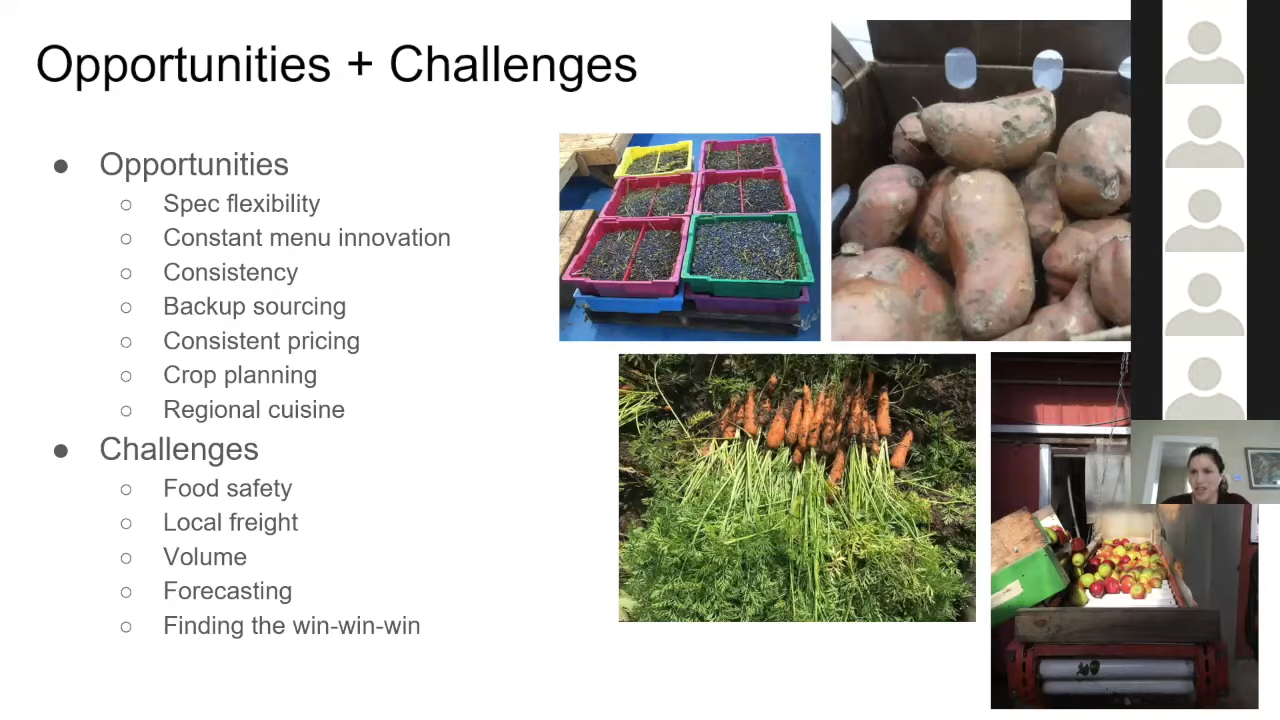 Opportunities + Challenges
● Opportunities
○ Spec flexibility
○ Constant menu innovation
○ Consistency
○ Backup sourcing
○ Consistent pricing
○ Crop planning
○ Regional cuisine
● Challenges
○ Food safety
○ Local freight
○ Volume
○ Forecasting
○ Finding the win-win-win